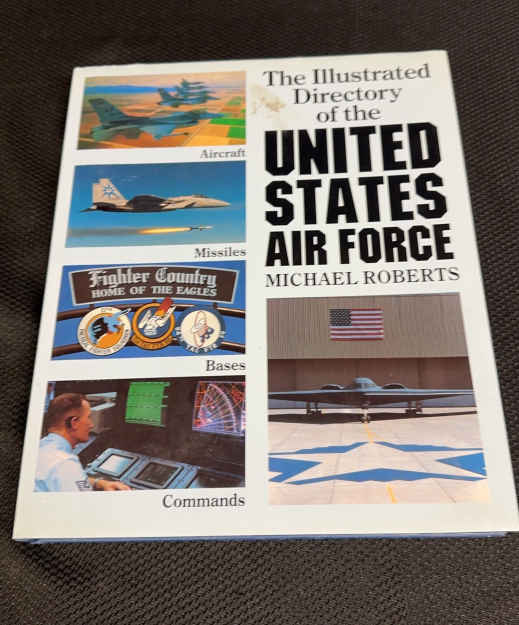 The Illustrated
Directory
of the
UNITED
STATES
AIR FORCE
MICHAEL ROBERTS
Aircraft
Missiles
Fighter Country
HOME OF THE EAGLES
Bases
Commands